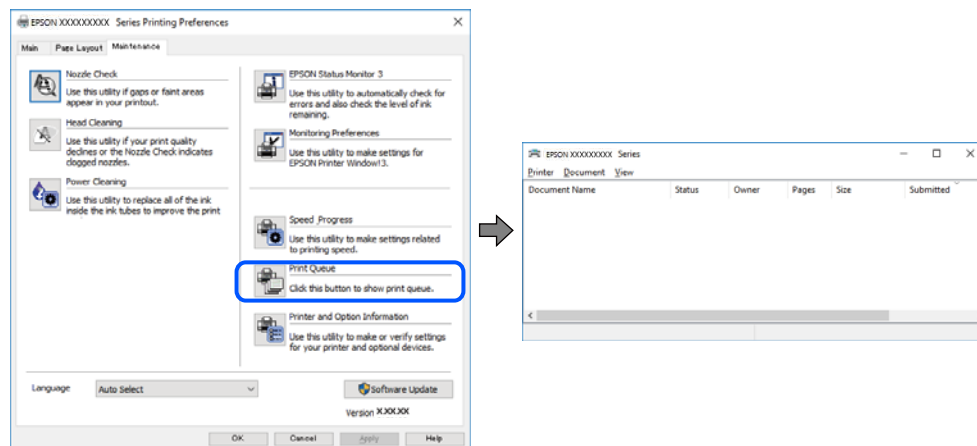 EPSON XXXXXXXXX Series Printing Preferences
Main Page Layout Maintenance
Nozzle Check
Use this utility if gaps or faint areas
appear in your printout.
Head Cleaning
Use this utility if your print quality
declines or the Nozzle Check indicates
clogged nozzles.
Power Cleaning
Use this utility to replace all of the ink
inside the ink tubes to improve the print
EPSON Status Monitor 3
Use this utility to automatically check for
errors and also check the level of ink
remaining.
Monitoring Preferences
Use this utility to make settings for
EPSON Printer Window!3.
Speed Progress
Use this utility to make settings related
to printing speed.
Print Queue
Click this button to show print queue.
Printer and Option Information
Use this utility to make or verify settings
for your printer and optional devices.
Language Auto Select
Software Update
Version X.XX.XX
OK Cancel Apply Help
EPSON XXXXXXXXX Series
Printer Document View
Document Name Status Owner Pages Size Submitted